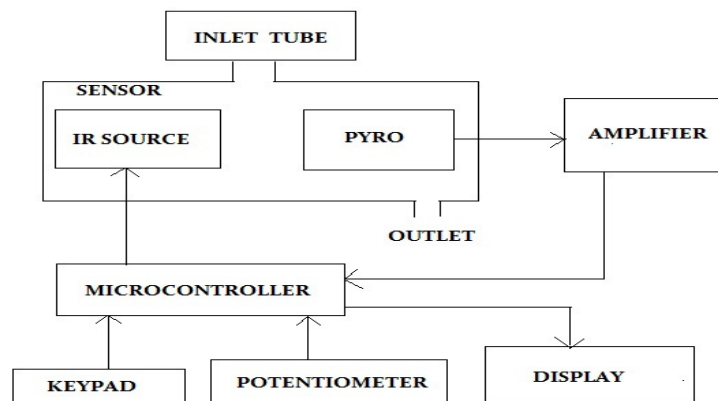 INLET TUBE
SENSOR
IR SOURCE
PYRO
AMPLIFIER
OUTLET
MICROCONTROLLER
KEYPAD
POTENTIOMETER
DISPLAY